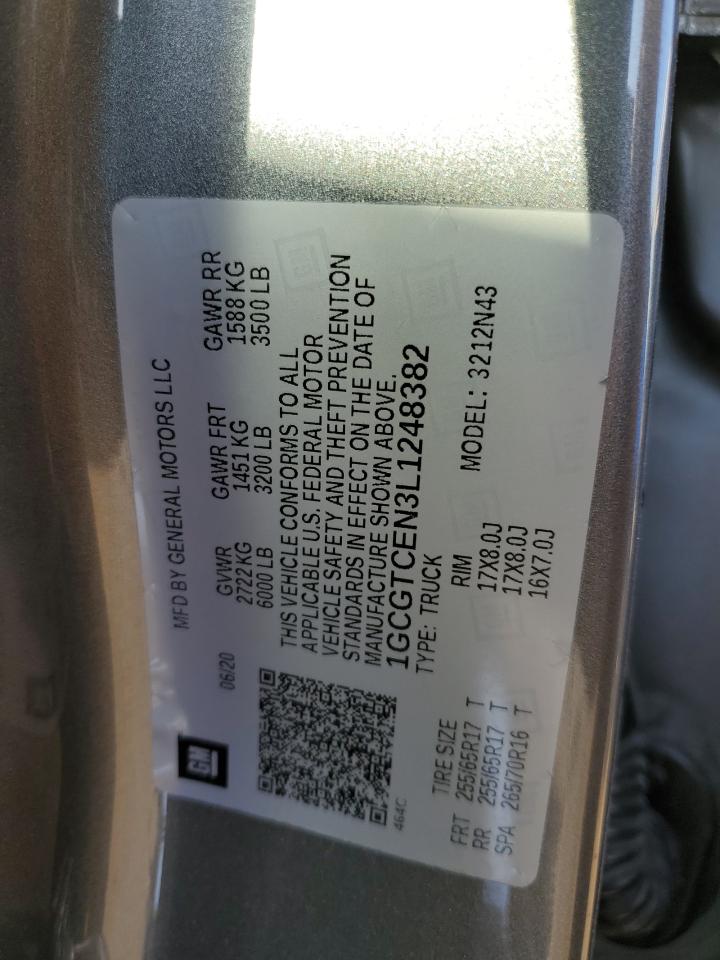 GM
MFD BY GENERAL MOTORS LLC
06/20
GVWR GAWR FRT GAWR RR
2722 KG 1451 KG 1588 KG
6000 LB 3200 LB 3500 LB
THIS VEHICLE CONFORMS TO ALL
APPLICABLE U.S. FEDERAL MOTOR
VEHICLE SAFETY AND THEFT PREVENTION
STANDARDS IN EFFECT ON THE DATE OF
MANUFACTURE SHOWN ABOVE.
1GCGTCEN3L1248382
TYPE: TRUCK
464C
MODEL: 3212N43
TIRE SIZE RIM
FRT 255/65R17 T 17X8.0J
RR 255/65R17 T 17X8.0J
SPA 265/70R16 T 16X7.0J